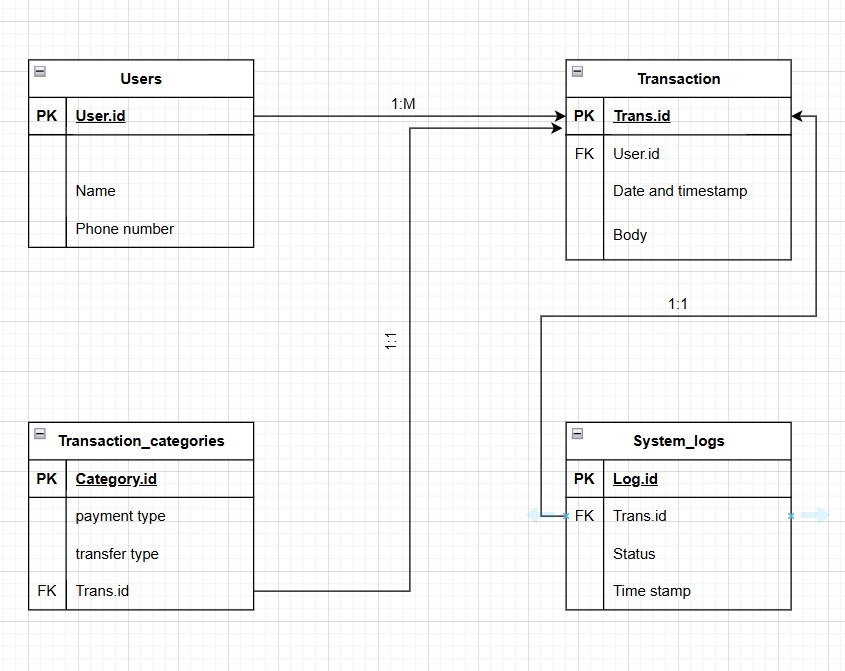 Users
PK User.id
Name
Phone number
1:M
Transaction
PK Trans.id
FK User.id
Date and timestamp
Body
1:1
1:1
Transaction_categories
PK Category.id
payment type
transfer type
FK Trans.id
System_logs
PK Log.id
FK Trans.id
Status
Time stamp